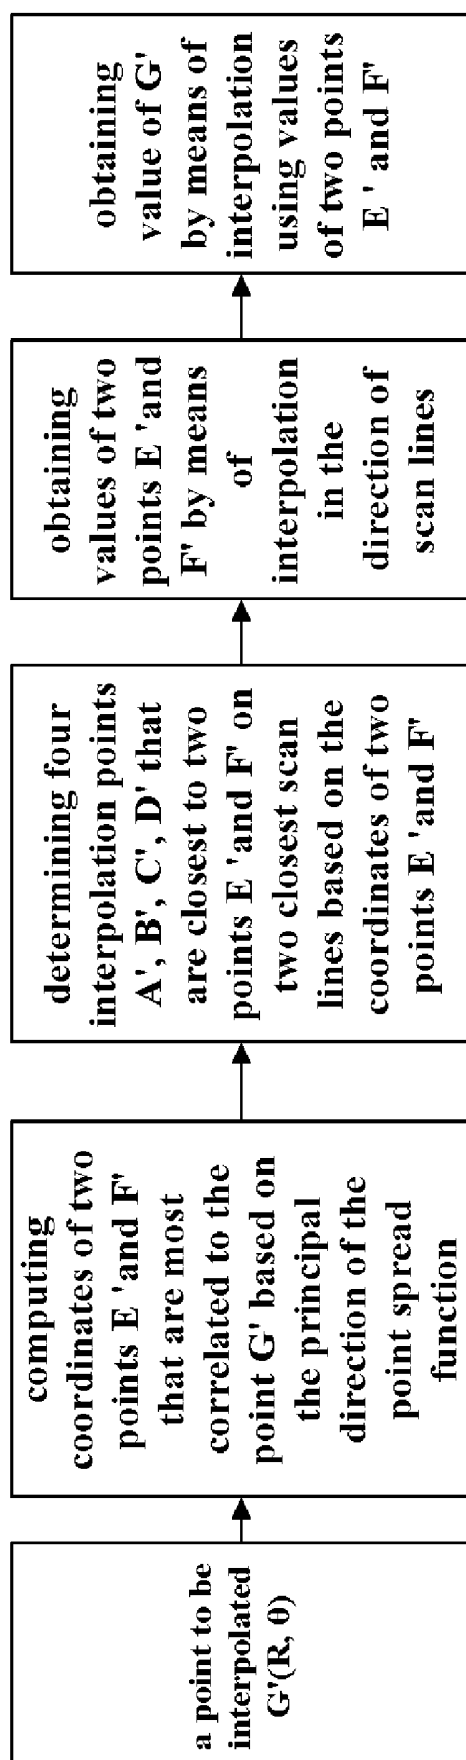 a point to be
interpolated
G'(R, θ)
computing
coordinates of two
points E 'and F'
that are most
correlated to the
point G' based on
the principal
direction of the
point spread
function
determining four
interpolation points
A', B', C', D' that
are closest to two
points E 'and F' on
two closest scan
lines based on the
coordinates of two
points E 'and F'
obtaining
values of two
points E 'and
F' by means
of
interpolation
in the
direction of
scan lines
obtaining
value of G'
by means of
interpolation
using values
of two points
E ' and F'